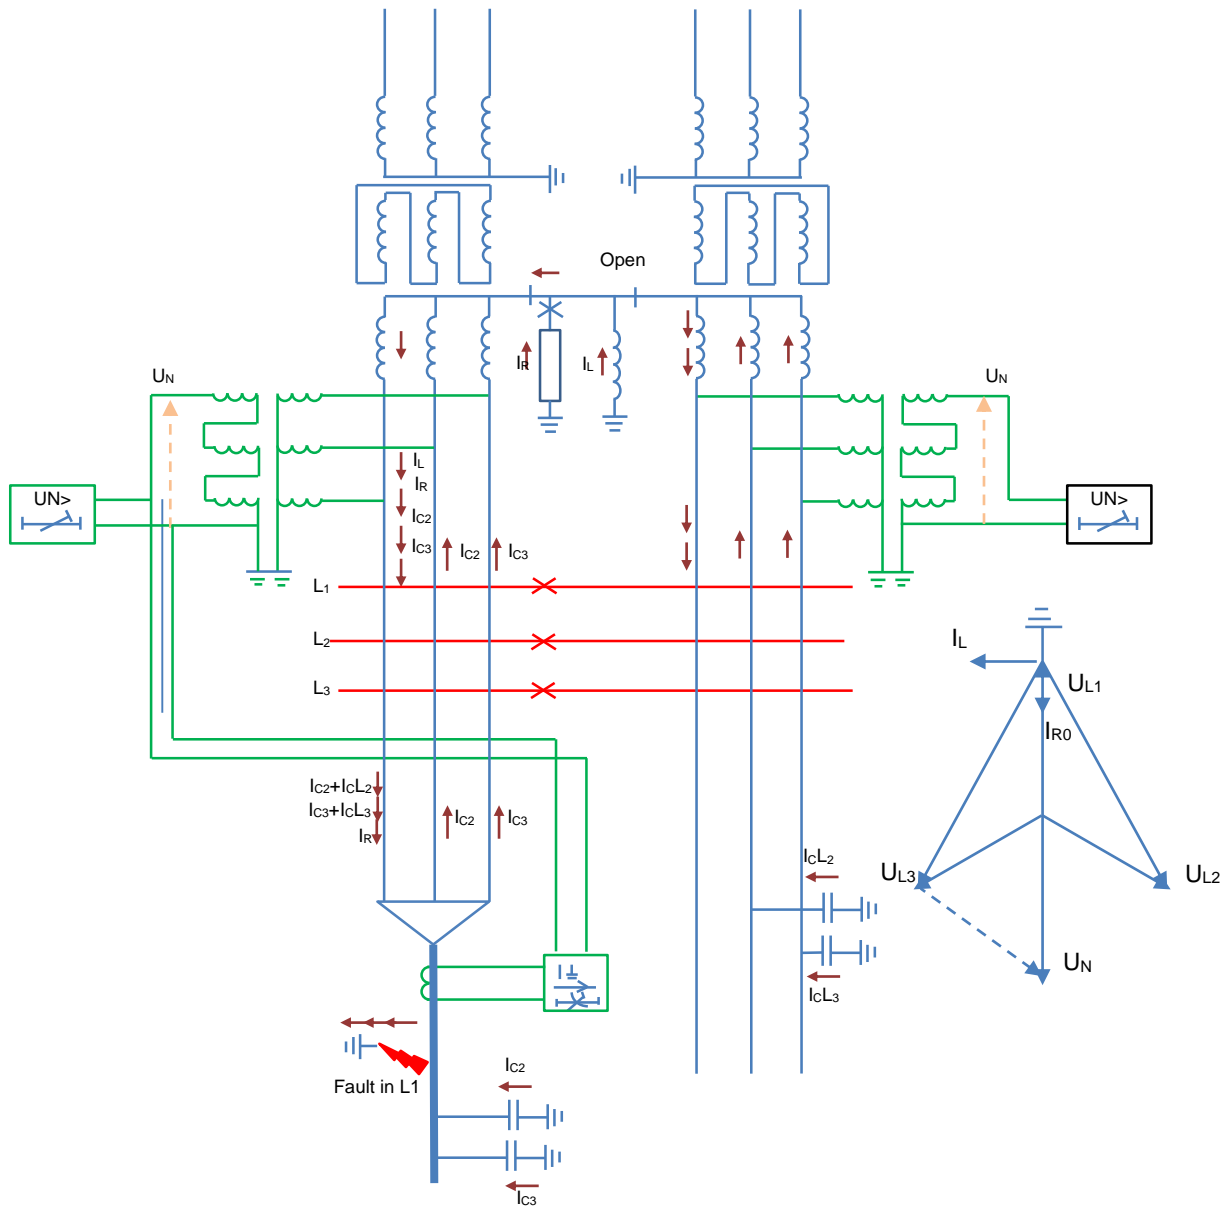 Open
IR
IL
UN
UN
IL
IR
UN>
UN>
IC2
IC3
IC2
IC3
L1
L2
IL
L3
UL1
IR0
IC2+ICL2
IC3+ICL3
IC2
IC3
IR
ICL2
UL3
UL2
UN
ICL3
IC2
Fault in L1
IC3